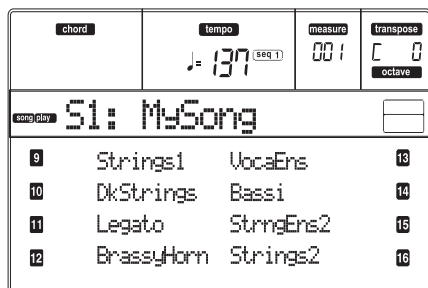 chord tempo measure transpose
♩= 137 seq 1 001 C 0
octave
song play S1: MySong
9 Strings1 VocaEns 13
10 DkStrings Bassi 14
11 Legato StrngEns2 15
12 BrassyHorn Strings2 16